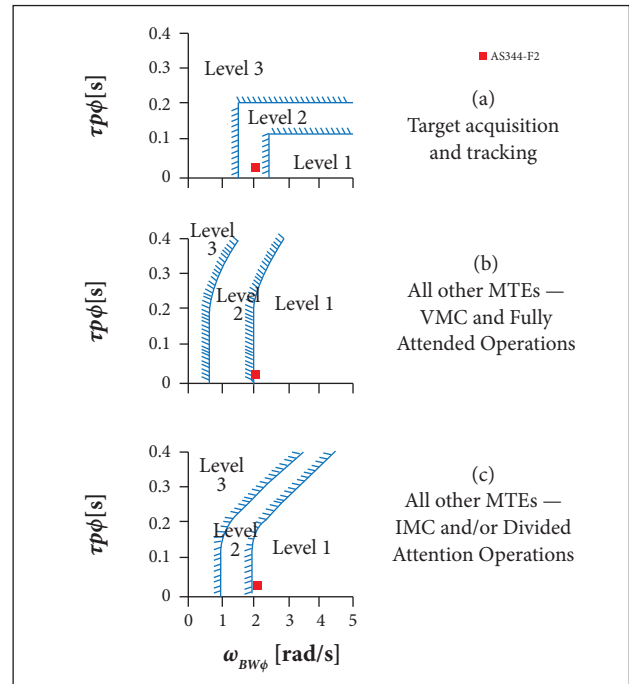 AS344-F2
τpϕ[s]
0.4
0.3
0.2
0.1
0
Level 3
Level 2
Level 1
(a)
Target acquisition
and tracking
τpϕ[s]
0.4
0.3
0.2
0.1
0
Level
3
Level
2
Level 1
(b)
All other MTEs —
VMC and Fully
Attended Operations
τpϕ[s]
0.4
0.3
0.2
0.1
0
Level
3
Level
2
Level 1
(c)
All other MTEs —
IMC and/or Divided
Attention Operations
0 1 2 3 4 5
ωBWϕ [rad/s]